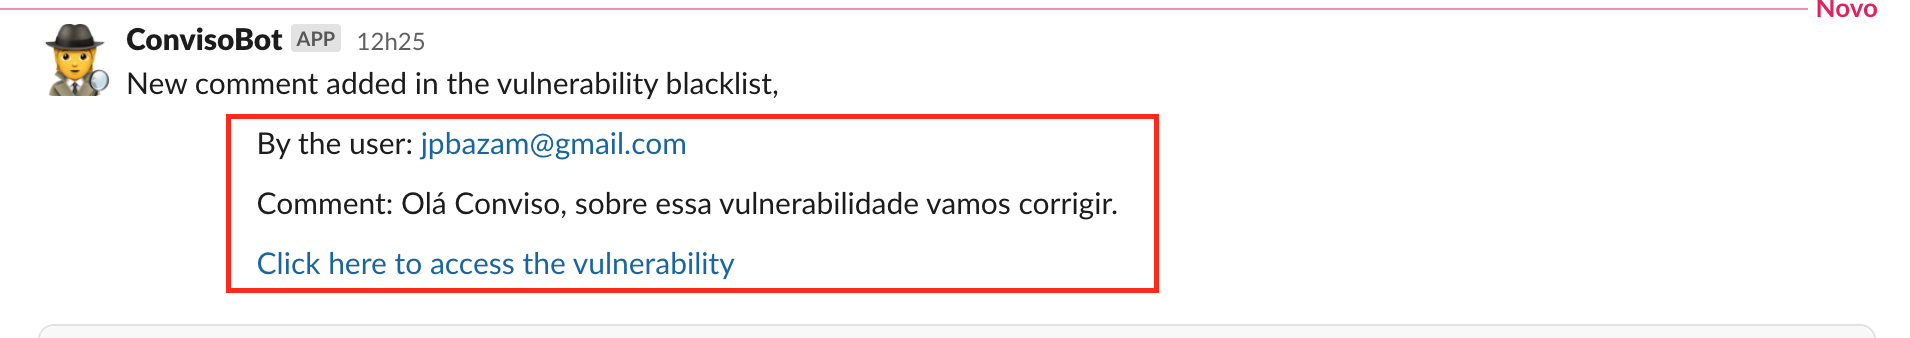 Novo
ConvisoBot APP 12h25
New comment added in the vulnerability blacklist,
By the user: jpbazam@gmail.com
Comment: Olá Conviso, sobre essa vulnerabilidade vamos corrigir.
Click here to access the vulnerability